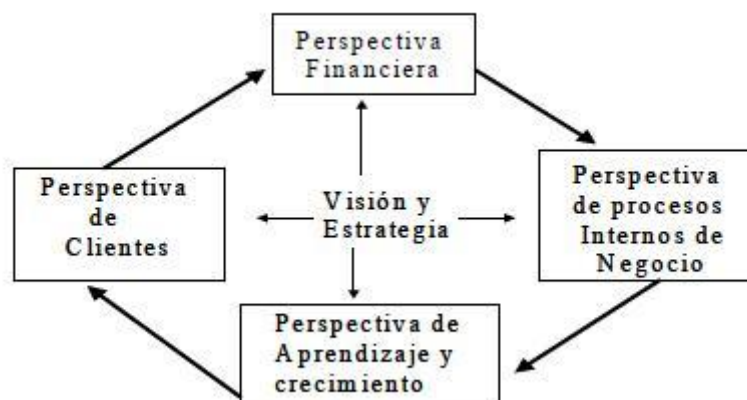 Perspectiva
Financiera
Perspectiva
de
Clientes
Visión y
Estrategia
Perspectiva
de procesos
Internos de
Negocio
Perspectiva de
Aprendizaje y
crecimiento